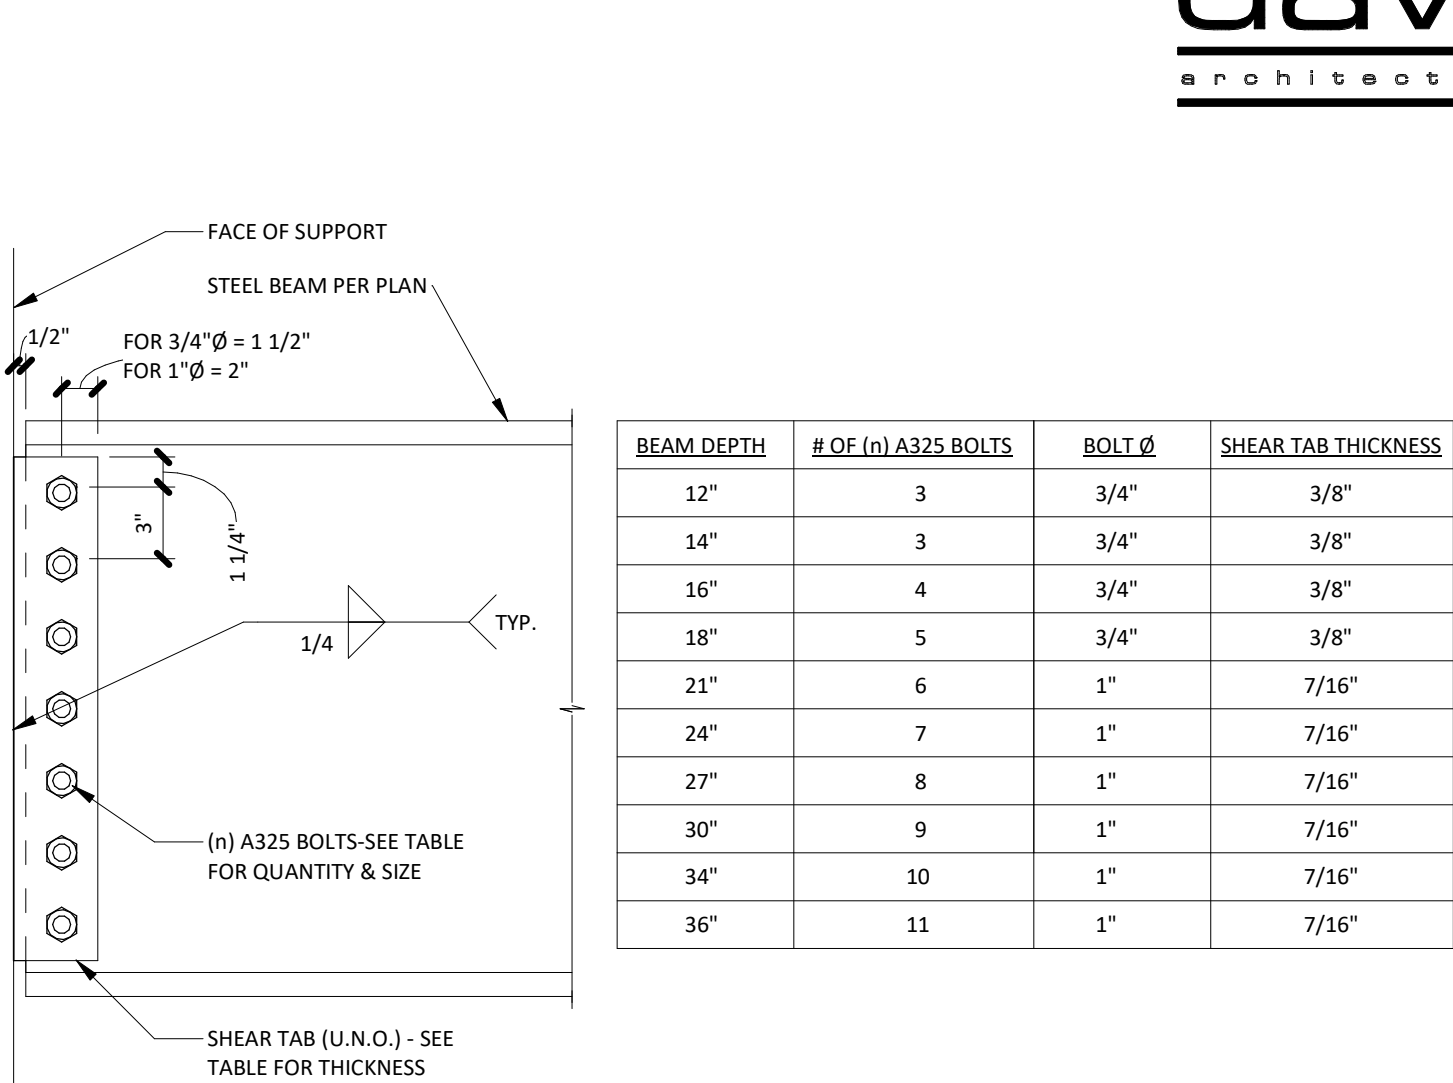 architect
FACE OF SUPPORT
STEEL BEAM PER PLAN
1/2"
FOR 3/4"Ø = 1 1/2"
FOR 1"Ø = 2"
3"
1 1/4"
1/4
TYP.
(n) A325 BOLTS-SEE TABLE
FOR QUANTITY & SIZE
SHEAR TAB (U.N.O.) - SEE
TABLE FOR THICKNESS
BEAM DEPTH # OF (n) A325 BOLTS BOLT Ø SHEAR TAB THICKNESS
12" 3 3/4" 3/8"
14" 3 3/4" 3/8"
16" 4 3/4" 3/8"
18" 5 3/4" 3/8"
21" 6 1" 7/16"
24" 7 1" 7/16"
27" 8 1" 7/16"
30" 9 1" 7/16"
34" 10 1" 7/16"
36" 11 1" 7/16"